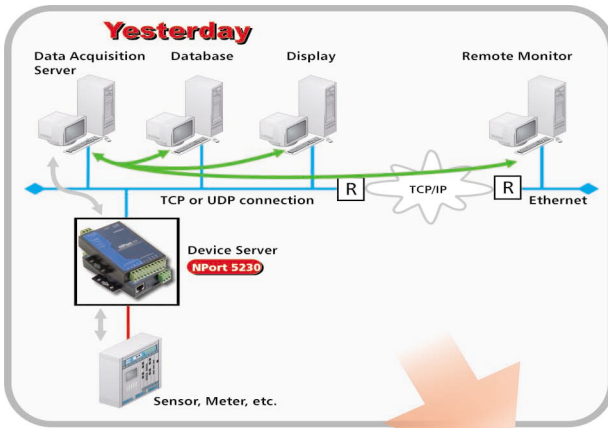 Yesterday
Data Acquisition
Server
Database
Display
Remote Monitor
R
TCP/IP
R
TCP or UDP connection
Ethernet
Device Server
NPort 5230
Sensor, Meter, etc.